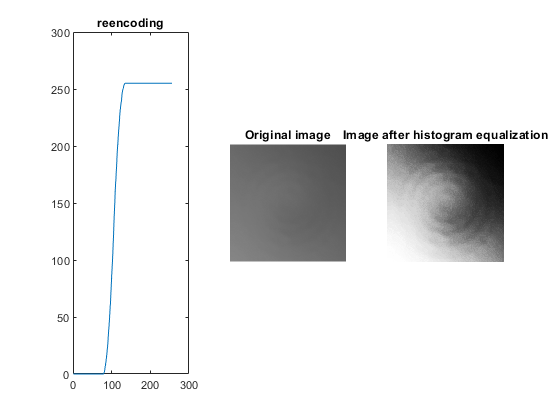 reencoding
300
250
200
150
100
50
0
0 100 200 300
Original image
Image after histogram equalization